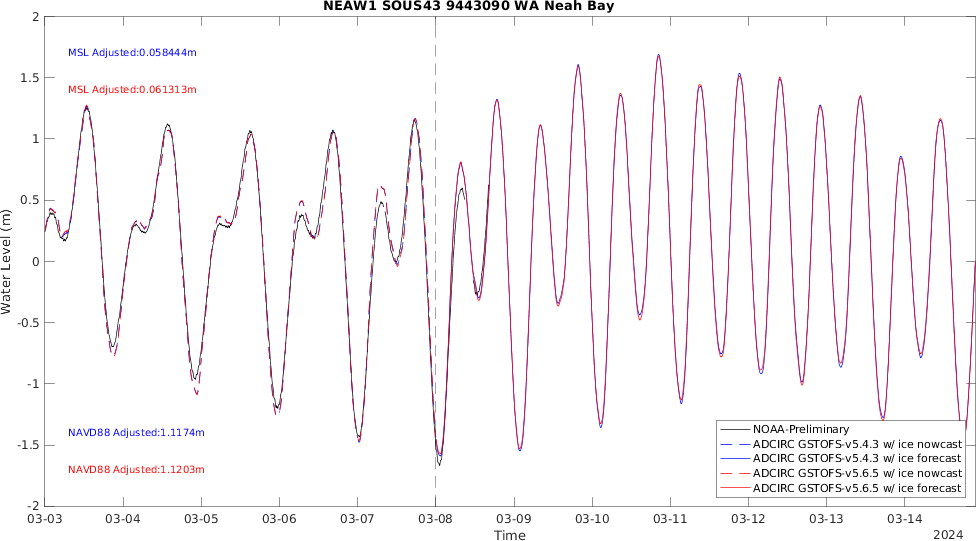 NEAW1 SOUS43 9443090 WA Neah Bay
2
1.5
1
0.5
0
-0.5
-1
-1.5
-2
Water Level (m)
MSL Adjusted:0.058444m
MSL Adjusted:0.061313m
NAVD88 Adjusted:1.1174m
NAVD88 Adjusted:1.1203m
NOAA-Preliminary
ADCIRC GSTOFS-v5.4.3 w/ ice nowcast
ADCIRC GSTOFS-v5.4.3 w/ ice forecast
ADCIRC GSTOFS-v5.6.5 w/ ice nowcast
ADCIRC GSTOFS-v5.6.5 w/ ice forecast
03-03 03-04 03-05 03-06 03-07 03-08 03-09 03-10 03-11 03-12 03-13 03-14
Time
2024